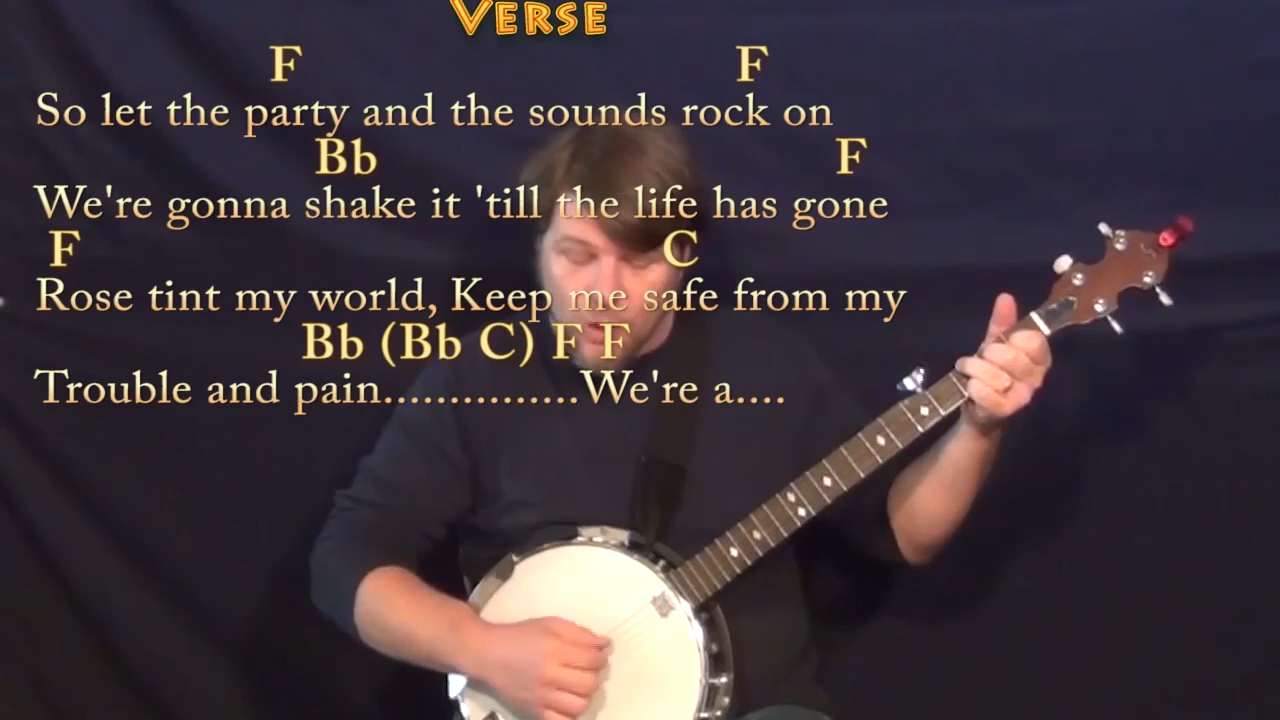 VERSE
F F
So let the party and the sounds rock on
Bb F
We're gonna shake it 'till the life has gone
F C
Rose tint my world, Keep me safe from my
Bb (Bb C) F F
Trouble and pain...............We're a....